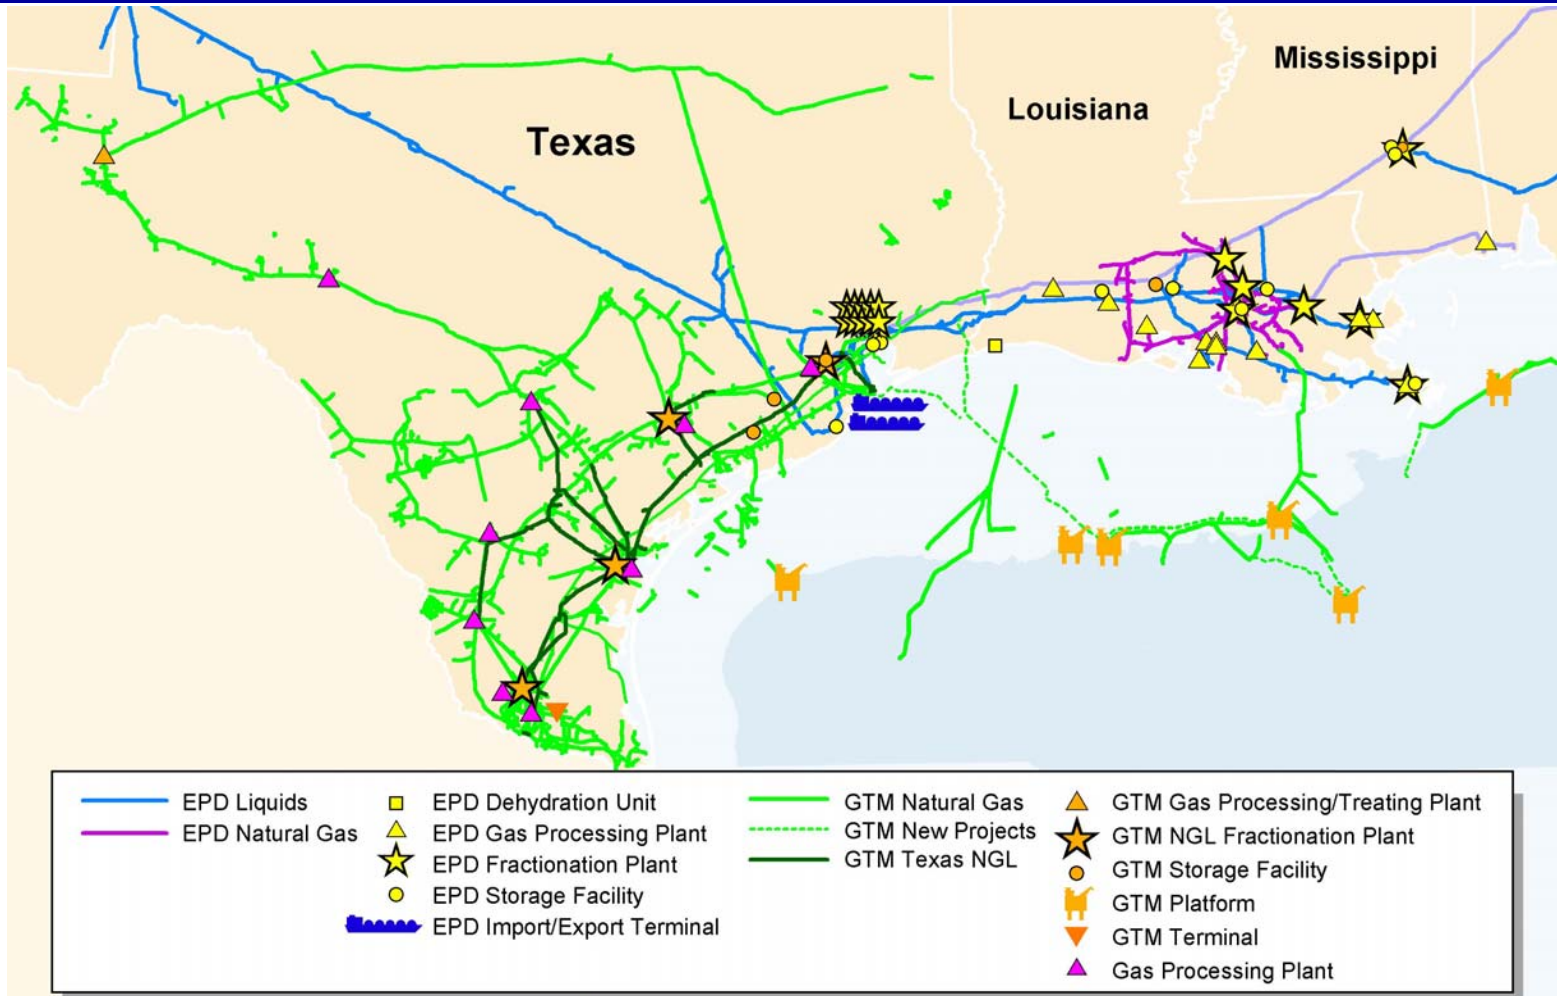 Mississippi
Louisiana
Texas
EPD Liquids
EPD Natural Gas
EPD Dehydration Unit
EPD Gas Processing Plant
EPD Fractionation Plant
EPD Storage Facility
EPD Import/Export Terminal
GTM Natural Gas
GTM New Projects
GTM Texas NGL
GTM Gas Processing/Treating Plant
GTM NGL Fractionation Plant
GTM Storage Facility
GTM Platform
GTM Terminal
Gas Processing Plant